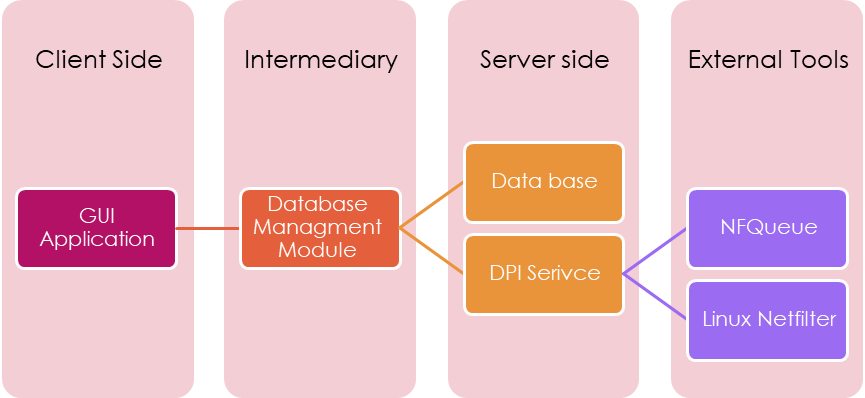 Client Side
Intermediary
Server side
External Tools
GUI
Application
Database
Managment
Module
Data base
DPI Serivce
NFQueue
Linux Netfilter